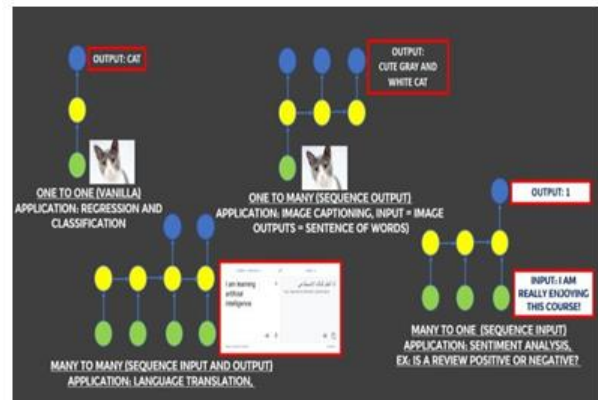 OUTPUT: CAT
ONE TO ONE (VANILLA)
APPLICATION: REGRESSION AND
CLASSIFICATION
OUTPUT:
CUTE GRAY AND
WHITE CAT
ONE TO MANY (SEQUENCE OUTPUT)
APPLICATION: IMAGE CAPTIONING, INPUT = IMAGE
OUTPUTS = SENTENCE OF WORDS)
I am learning
artificial
intelligence
MANY TO MANY (SEQUENCE INPUT AND OUTPUT)
APPLICATION: LANGUAGE TRANSLATION,
OUTPUT: 1
INPUT: I AM
REALLY ENJOYING
THIS COURSE!
MANY TO ONE (SEQUENCE INPUT)
APPLICATION: SENTIMENT ANALYSIS,
EX: IS A REVIEW POSITIVE OR NEGATIVE?